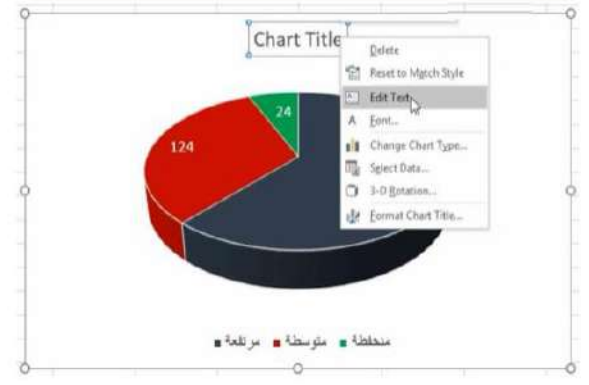 Chart Title
Delete
Reset to Match Style
Edit Text
Font...
Change Chart Type...
Select Data...
3-D Rotation...
Format Chart Title...
24
124
مرتفعة متوسطة منخفظة